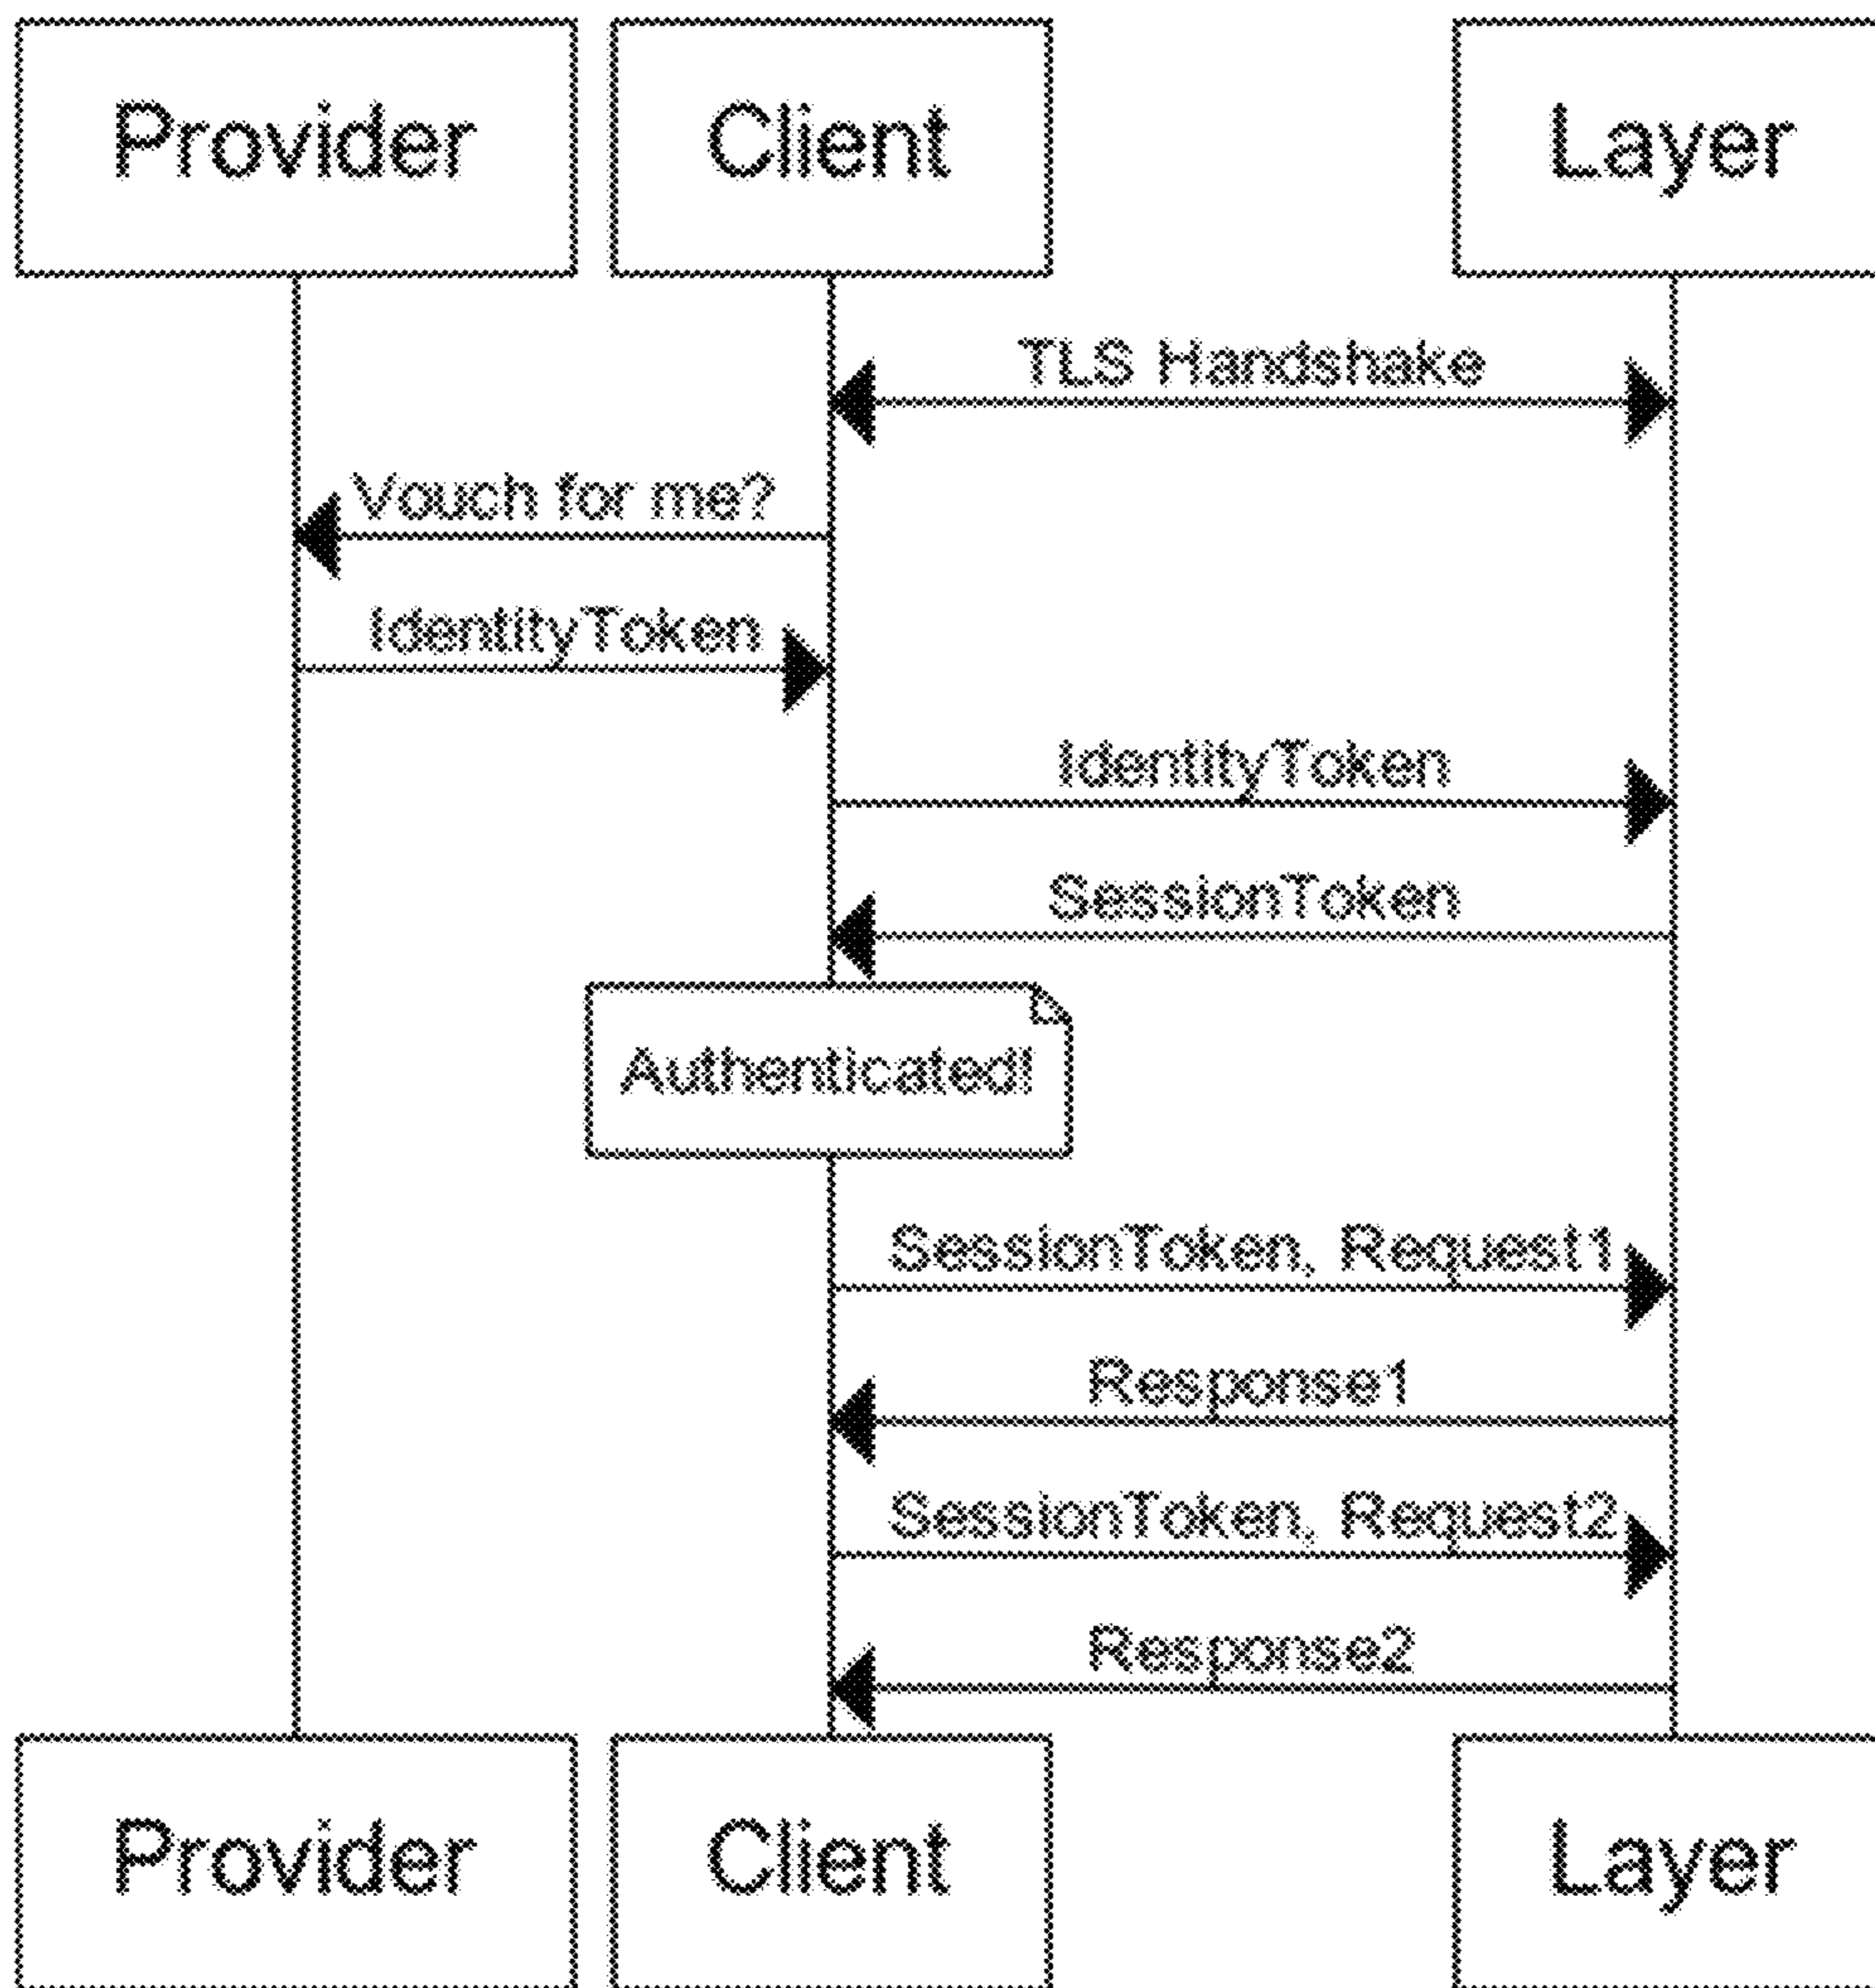 Provider
Client
Layer
TLS Handshake
Vouch for me?
IdentityToken
IdentityToken
SessionToken
Authenticated!
SessionToken, Request1
Response1
SessionToken, Request2
Response2
Provider
Client
Layer